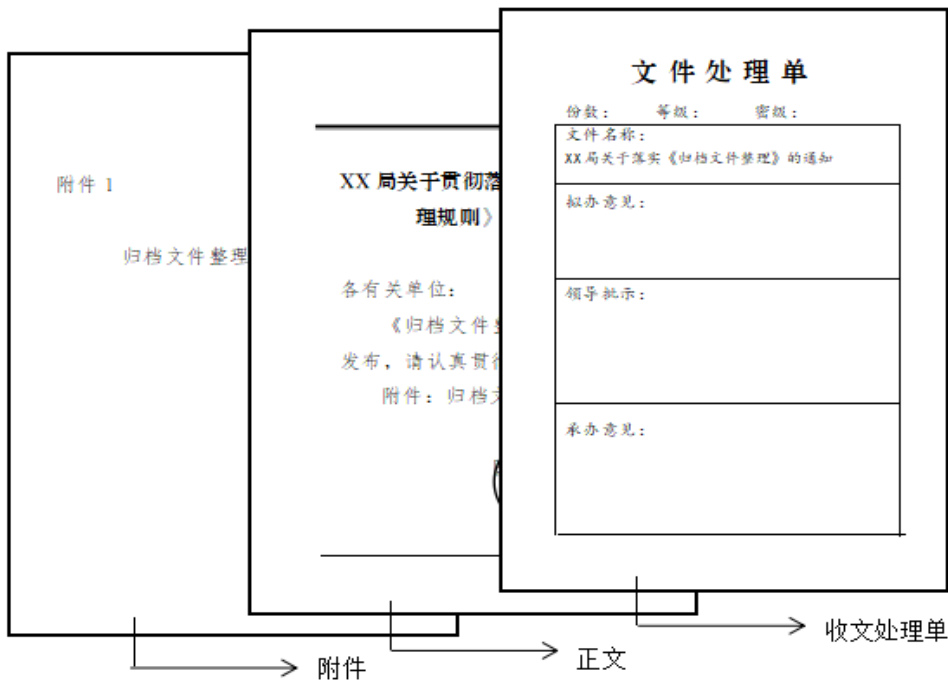 文件处理单
份数： 等级： 密级：
文件名称：
XX局关于落实《归档文件整理》的通知
拟办意见：
领导批示：
承办意见：
XX 局关于贯彻落
理规则》
各有关单位：
《归档文件
发布，请认真贯
附件：归档
附件 1
归档文件整理
收文处理单
正文
附件